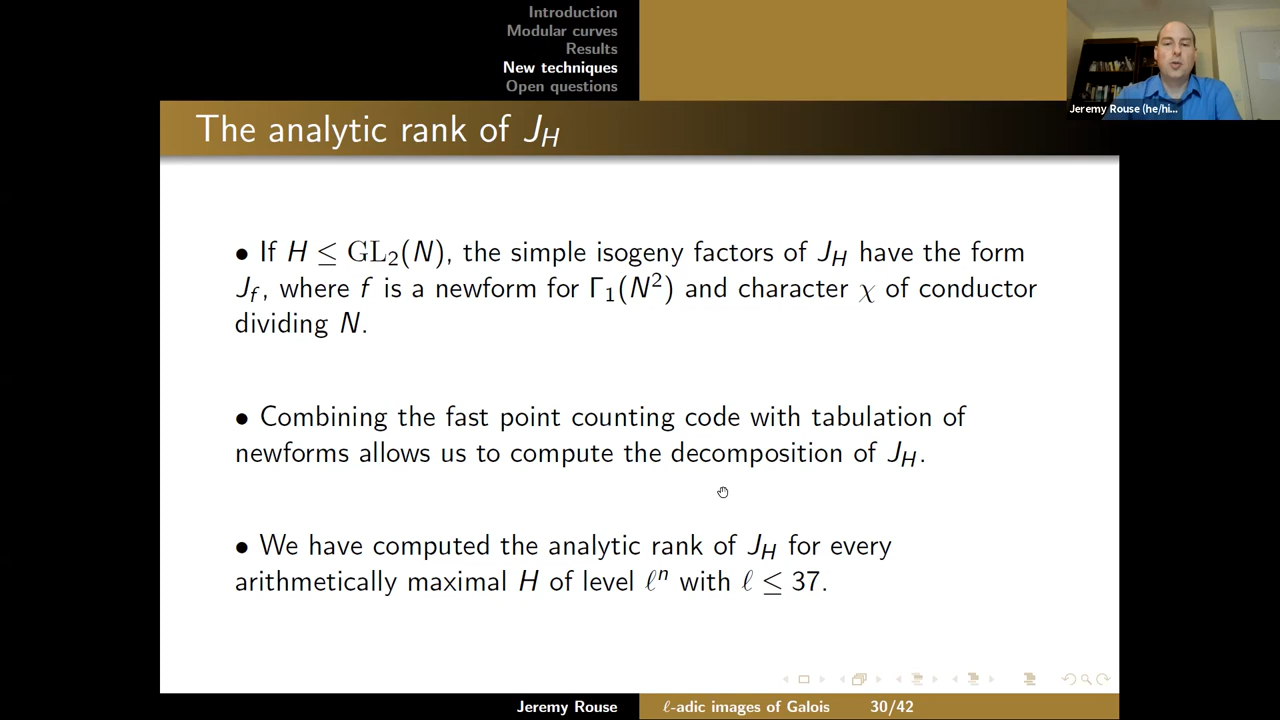 Introduction
Modular curves
Results
New techniques
Open questions
Jeremy Rouse (he/hi...
The analytic rank of J_H
• If H ≤ GL₂(N), the simple isogeny factors of J_H have the form
J_f, where f is a newform for Γ₁(N²) and character χ of conductor
dividing N.
• Combining the fast point counting code with tabulation of
newforms allows us to compute the decomposition of J_H.
• We have computed the analytic rank of J_H for every
arithmetically maximal H of level ℓⁿ with ℓ ≤ 37.
Jeremy Rouse ℓ-adic images of Galois 30/42